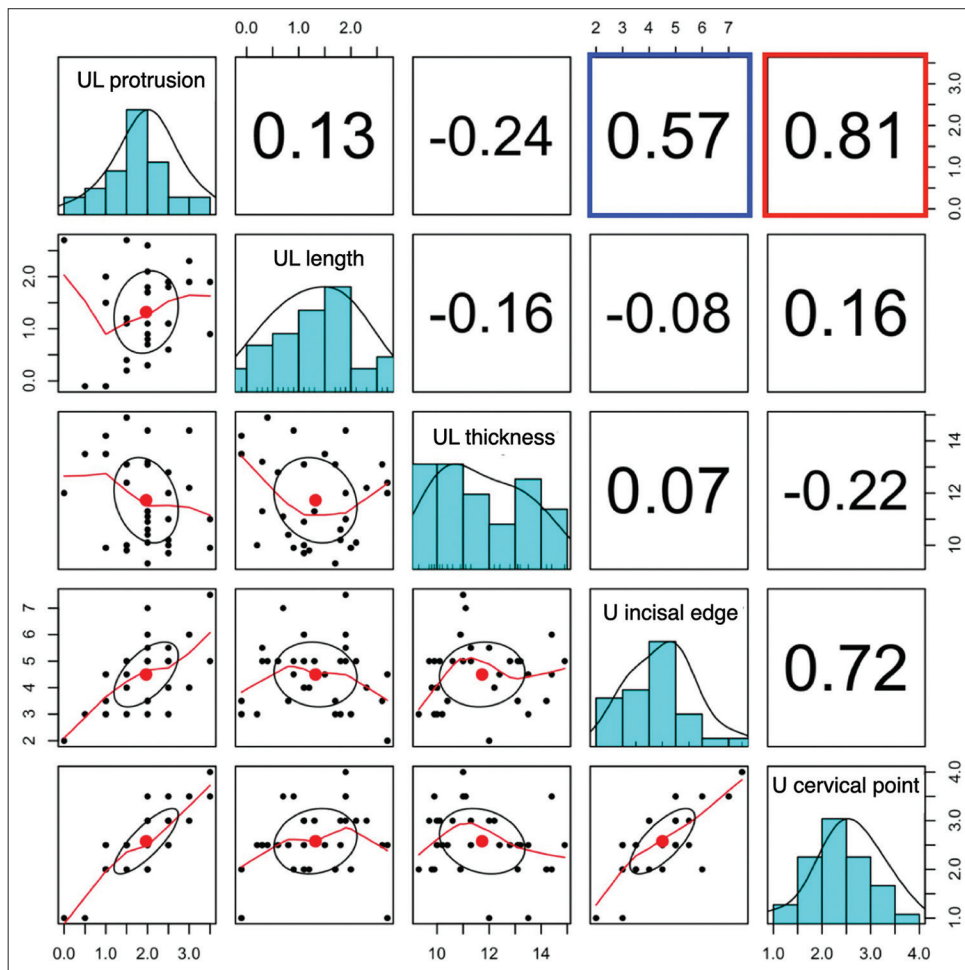 0.0 1.0 2.0 2 3 4 5 6 7
UL protrusion 0.13 -0.24 0.57 0.81 0.0 1.0 2.0 3.0
0.0 1.0 2.0 UL length -0.16 -0.08 0.16
UL thickness 0.07 -0.22 10 12 14
2 3 4 5 6 7 U incisal edge 0.72
U cervical point 1.0 2.0 3.0 4.0
0.0 1.0 2.0 3.0 10 12 14 1.0 2.0 3.0 4.0